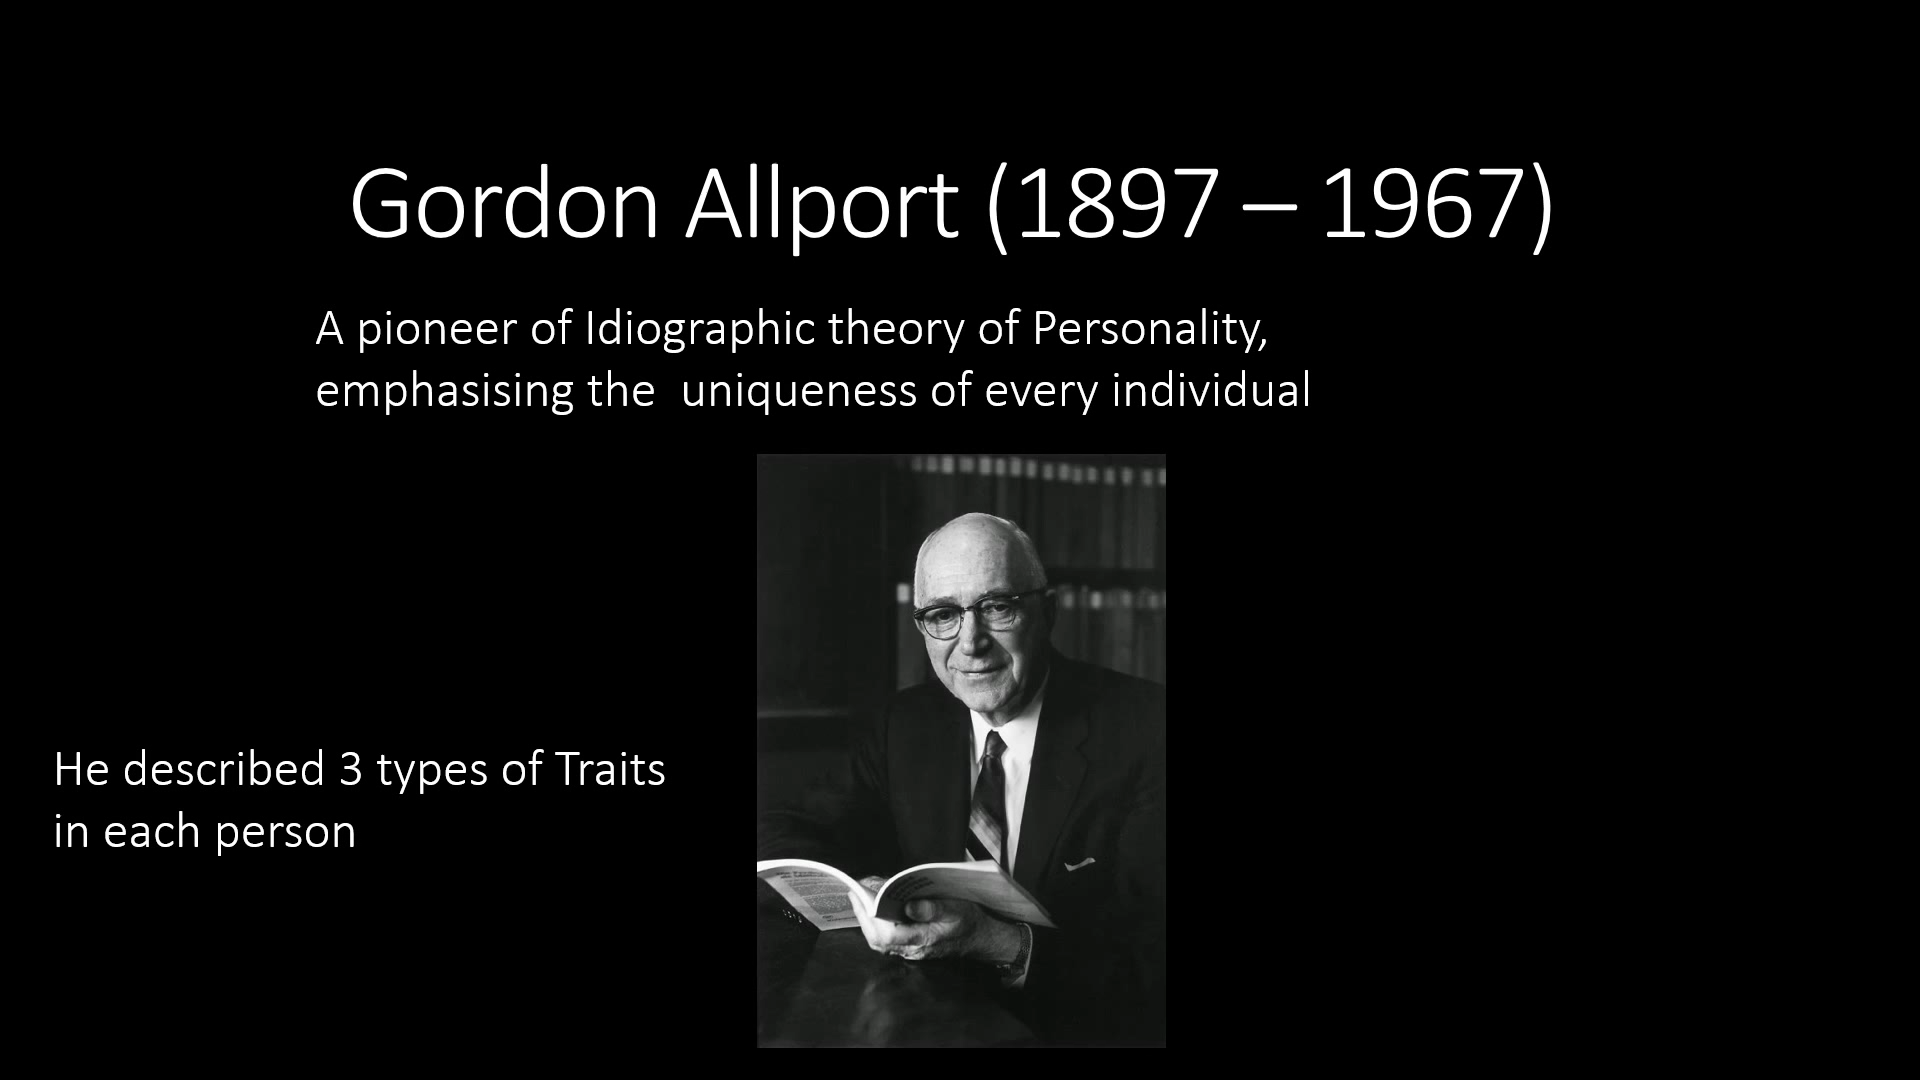 Gordon Allport (1897 – 1967)
A pioneer of Idiographic theory of Personality,
emphasising the  uniqueness of every individual
He described 3 types of Traits
in each person